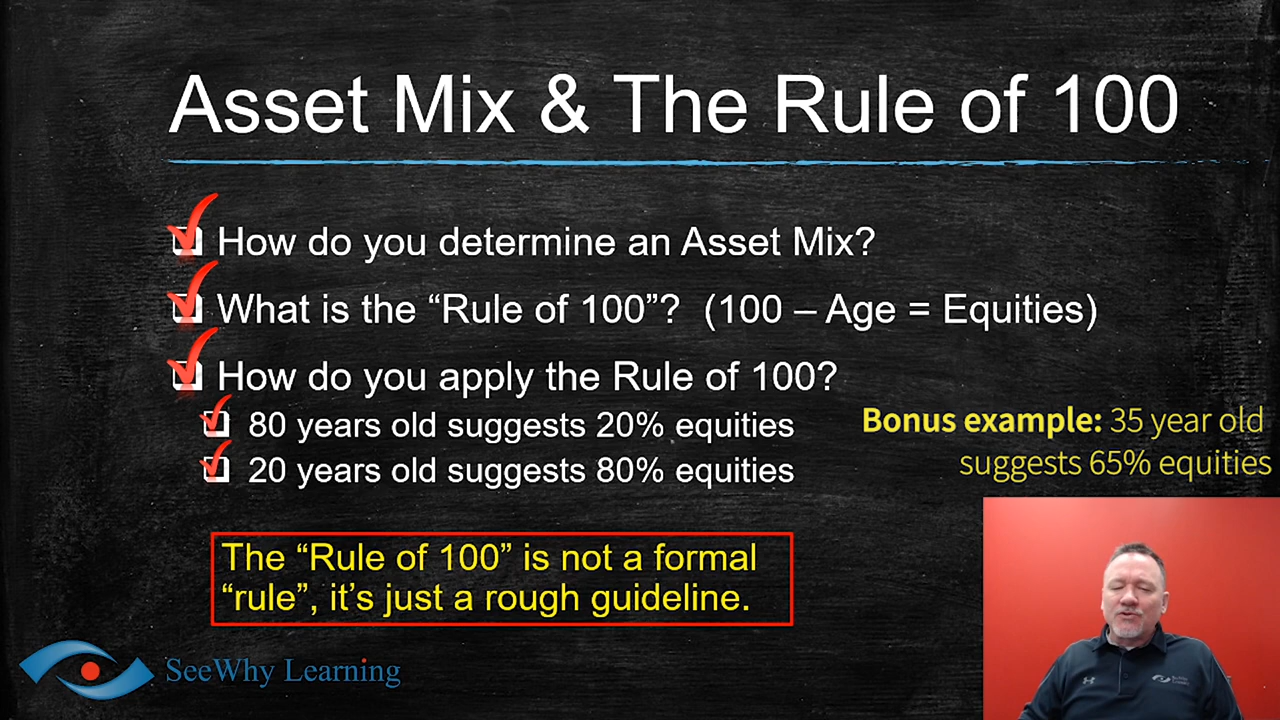 Asset Mix & The Rule of 100
How do you determine an Asset Mix?
What is the “Rule of 100”? (100 – Age = Equities)
How do you apply the Rule of 100?
80 years old suggests 20% equities
20 years old suggests 80% equities
Bonus example: 35 year old
suggests 65% equities
The “Rule of 100” is not a formal
“rule”, it’s just a rough guideline.
SeeWhy Learning